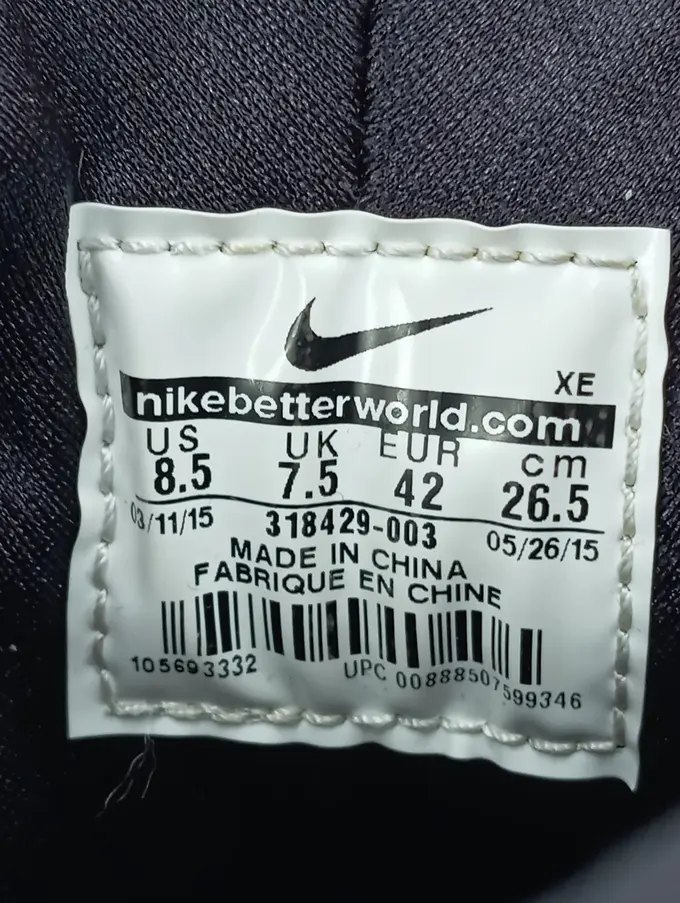 XE
nikebetterworld.com
US UK EUR cm
8.5 7.5 42 26.5
03/11/15 318429-003 05/26/15
MADE IN CHINA
FABRIQUE EN CHINE
105693332 UPC 00888507599346